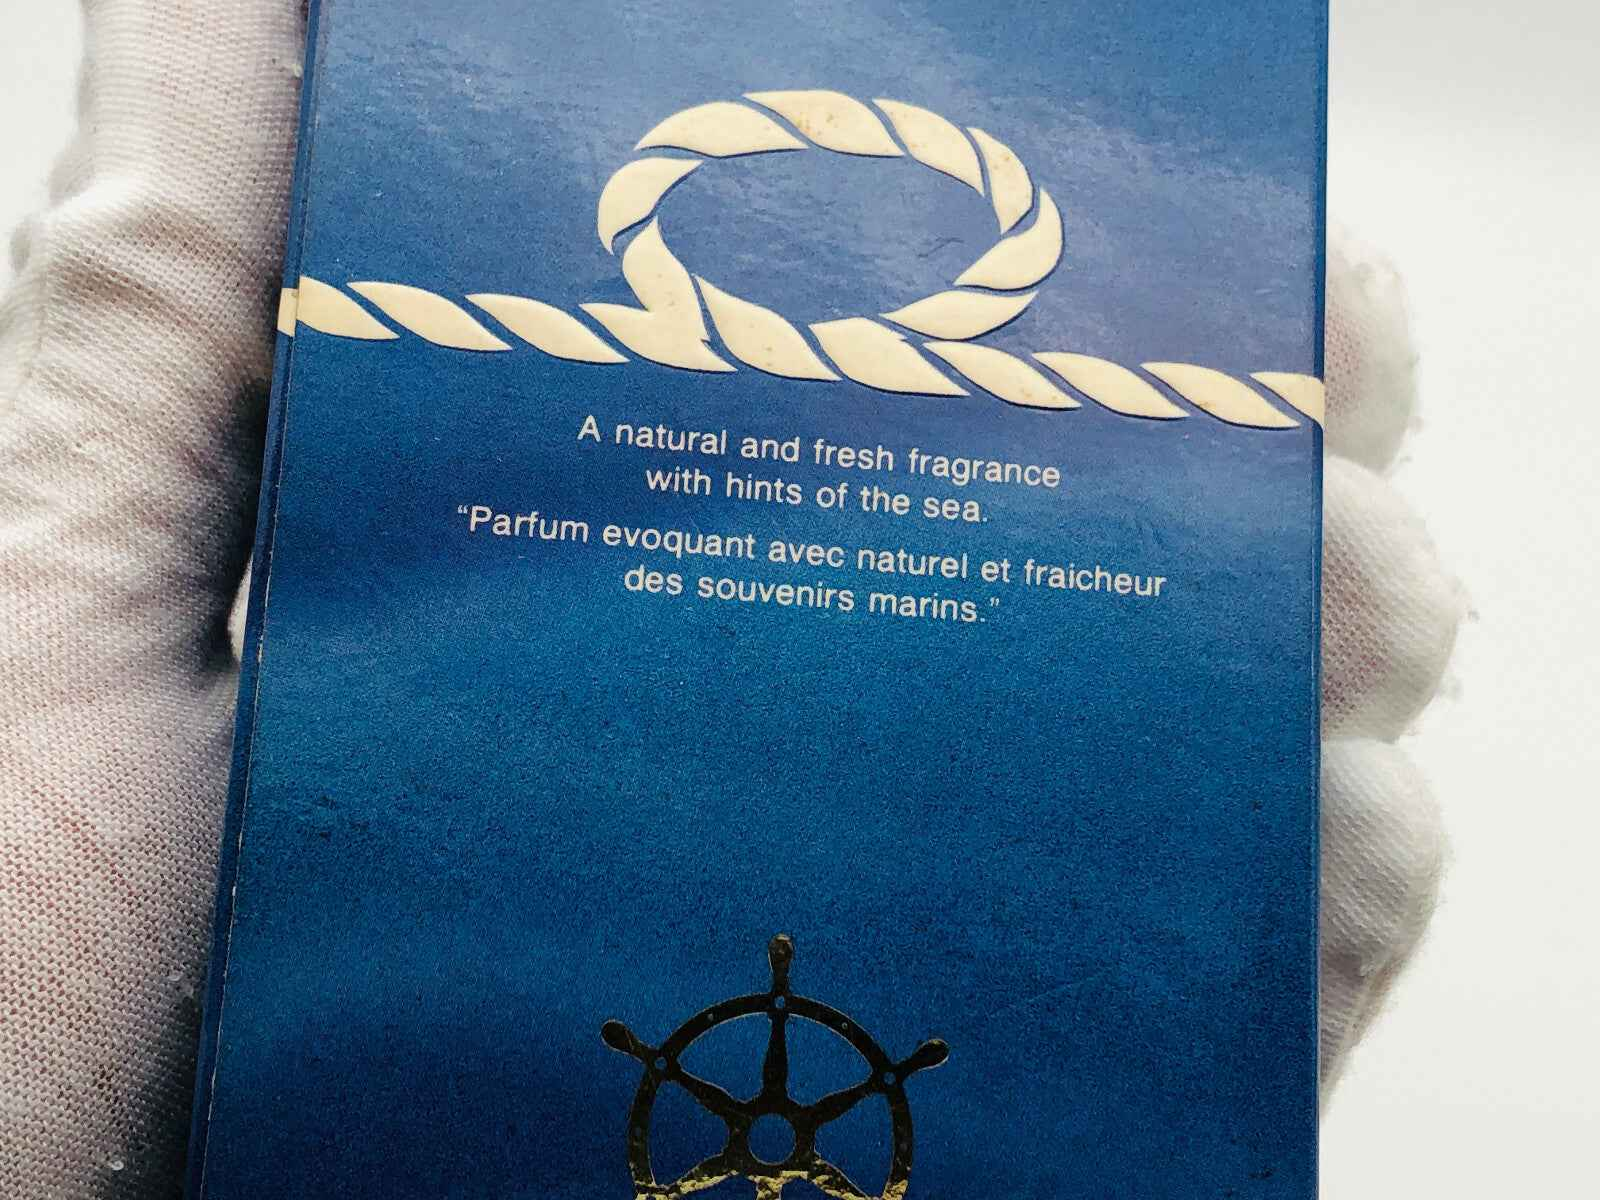 A natural and fresh fragrance
with hints of the sea.
“Parfum evoquant avec naturel et fraicheur
des souvenirs marins.”